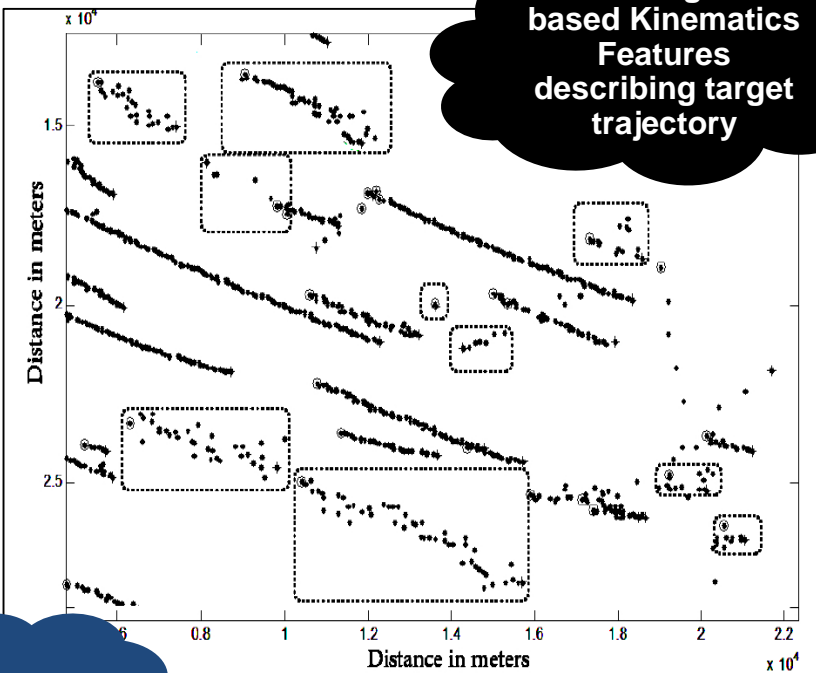 based Kinematics
Features
describing target
trajectory
x 10⁴
1.5
2
2.5
Distance in meters
0.8
1
1.2
1.4
1.6
1.8
2
2.2
Distance in meters
x 10⁴